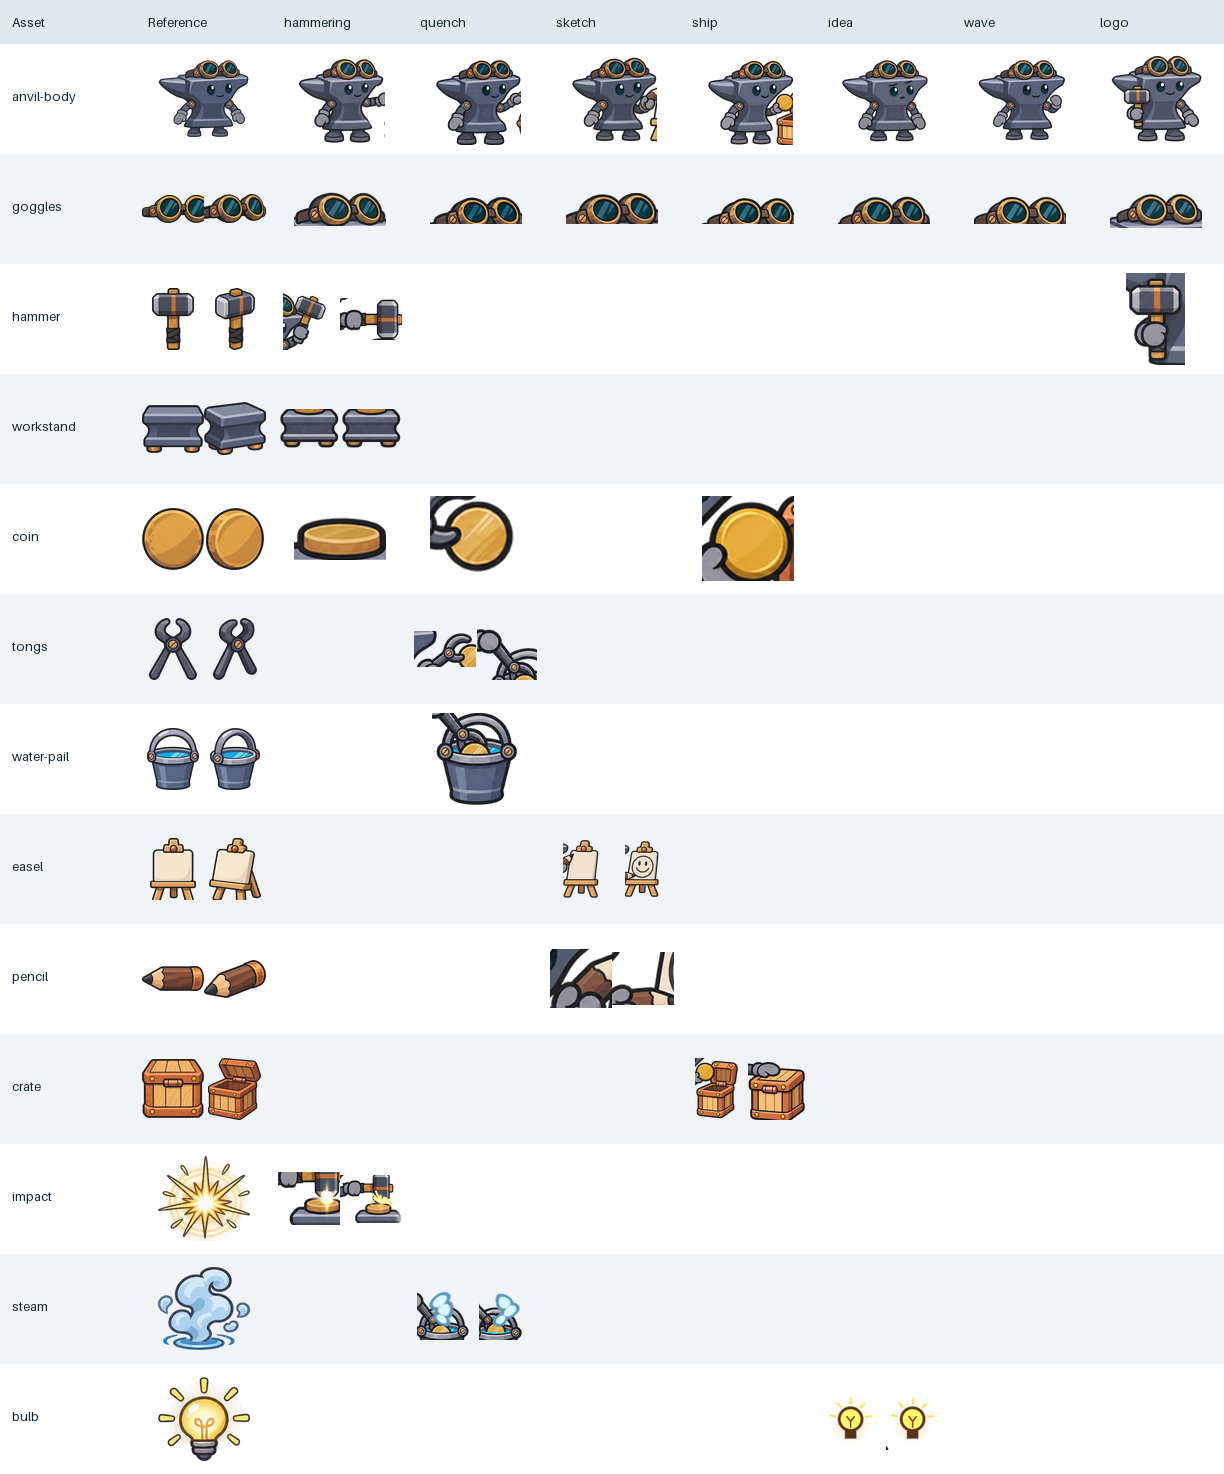 Asset Reference hammering quench sketch ship idea wave logo
anvil-body
goggles
hammer
workstand
coin
tongs
water-pail
easel
pencil
crate
impact
steam
bulb